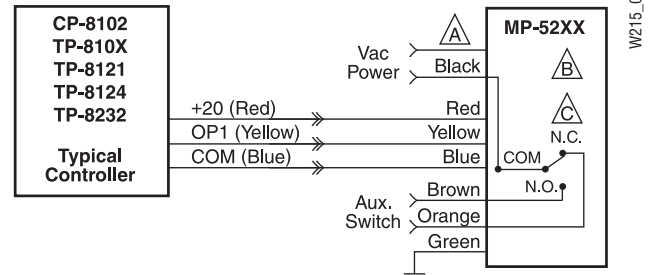 CP-8102
TP-810X
TP-8121
TP-8124
TP-8232
Typical
Controller
+20 (Red)
OP1 (Yellow)
COM (Blue)
Vac
Power
A
Black
Red
Yellow
Blue
Aux.
Switch
Brown
Orange
Green
MP-52XX
B
C
N.C.
COM
N.O.